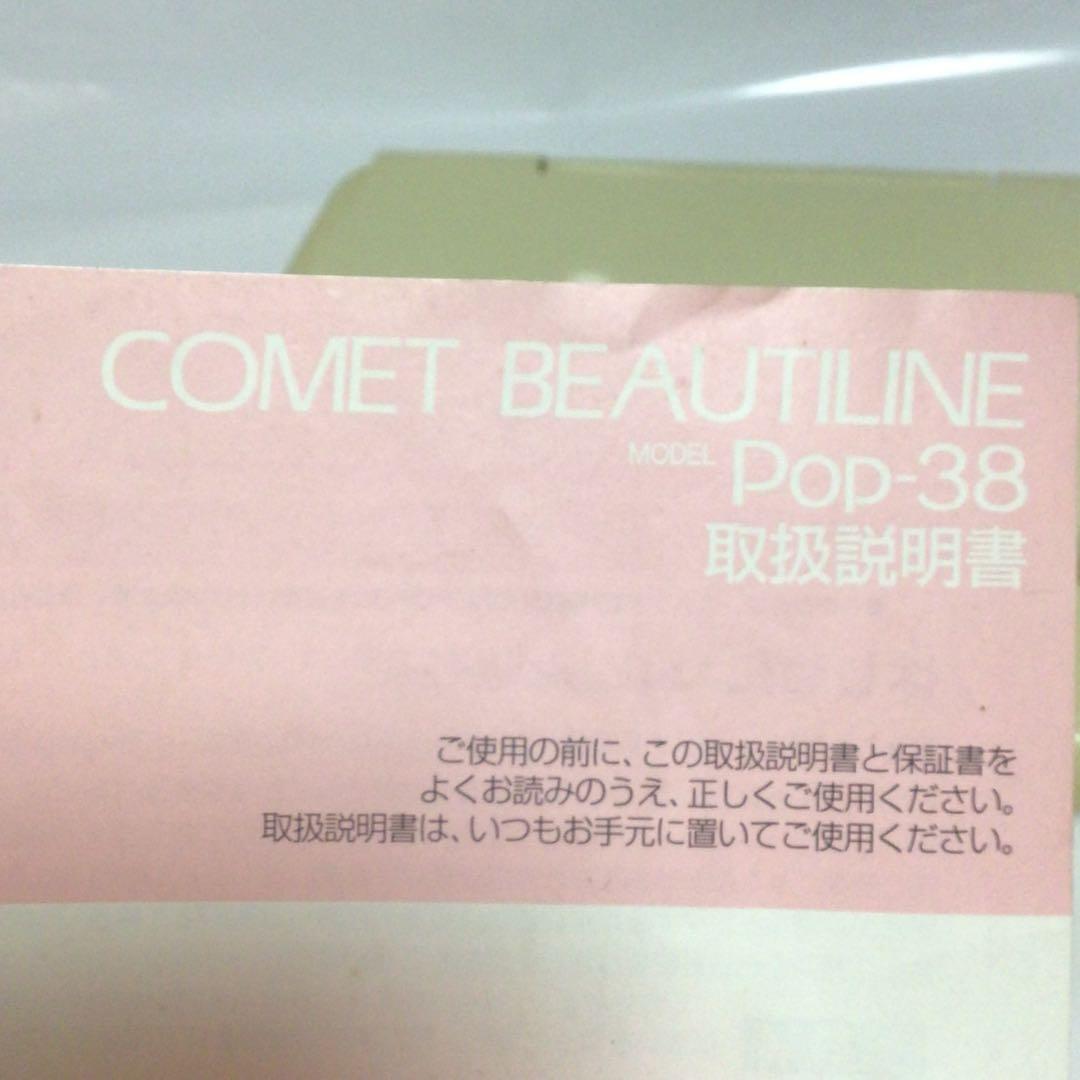 COMET BEAUTILINE
MODEL Pop-38
取扱説明書
ご使用の前に、この取扱説明書と保証書を
よくお読みのうえ、正しくご使用ください。
取扱説明書は、いつもお手元に置いてご使用ください。